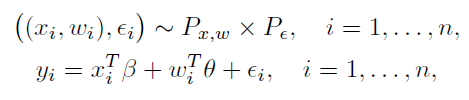 ((x_i, w_i), ϵ_i) ∼ P_{x,w} × P_ϵ, i = 1, . . . , n,
y_i = x_i^T β + w_i^T θ + ϵ_i, i = 1, . . . , n,